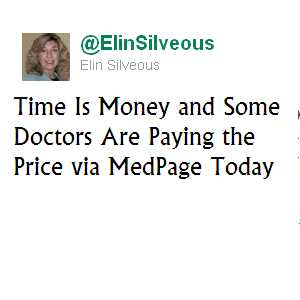 @ElinSilveous
Elin Silveous
Time Is Money and Some
Doctors Are Paying the
Price via MedPage Today